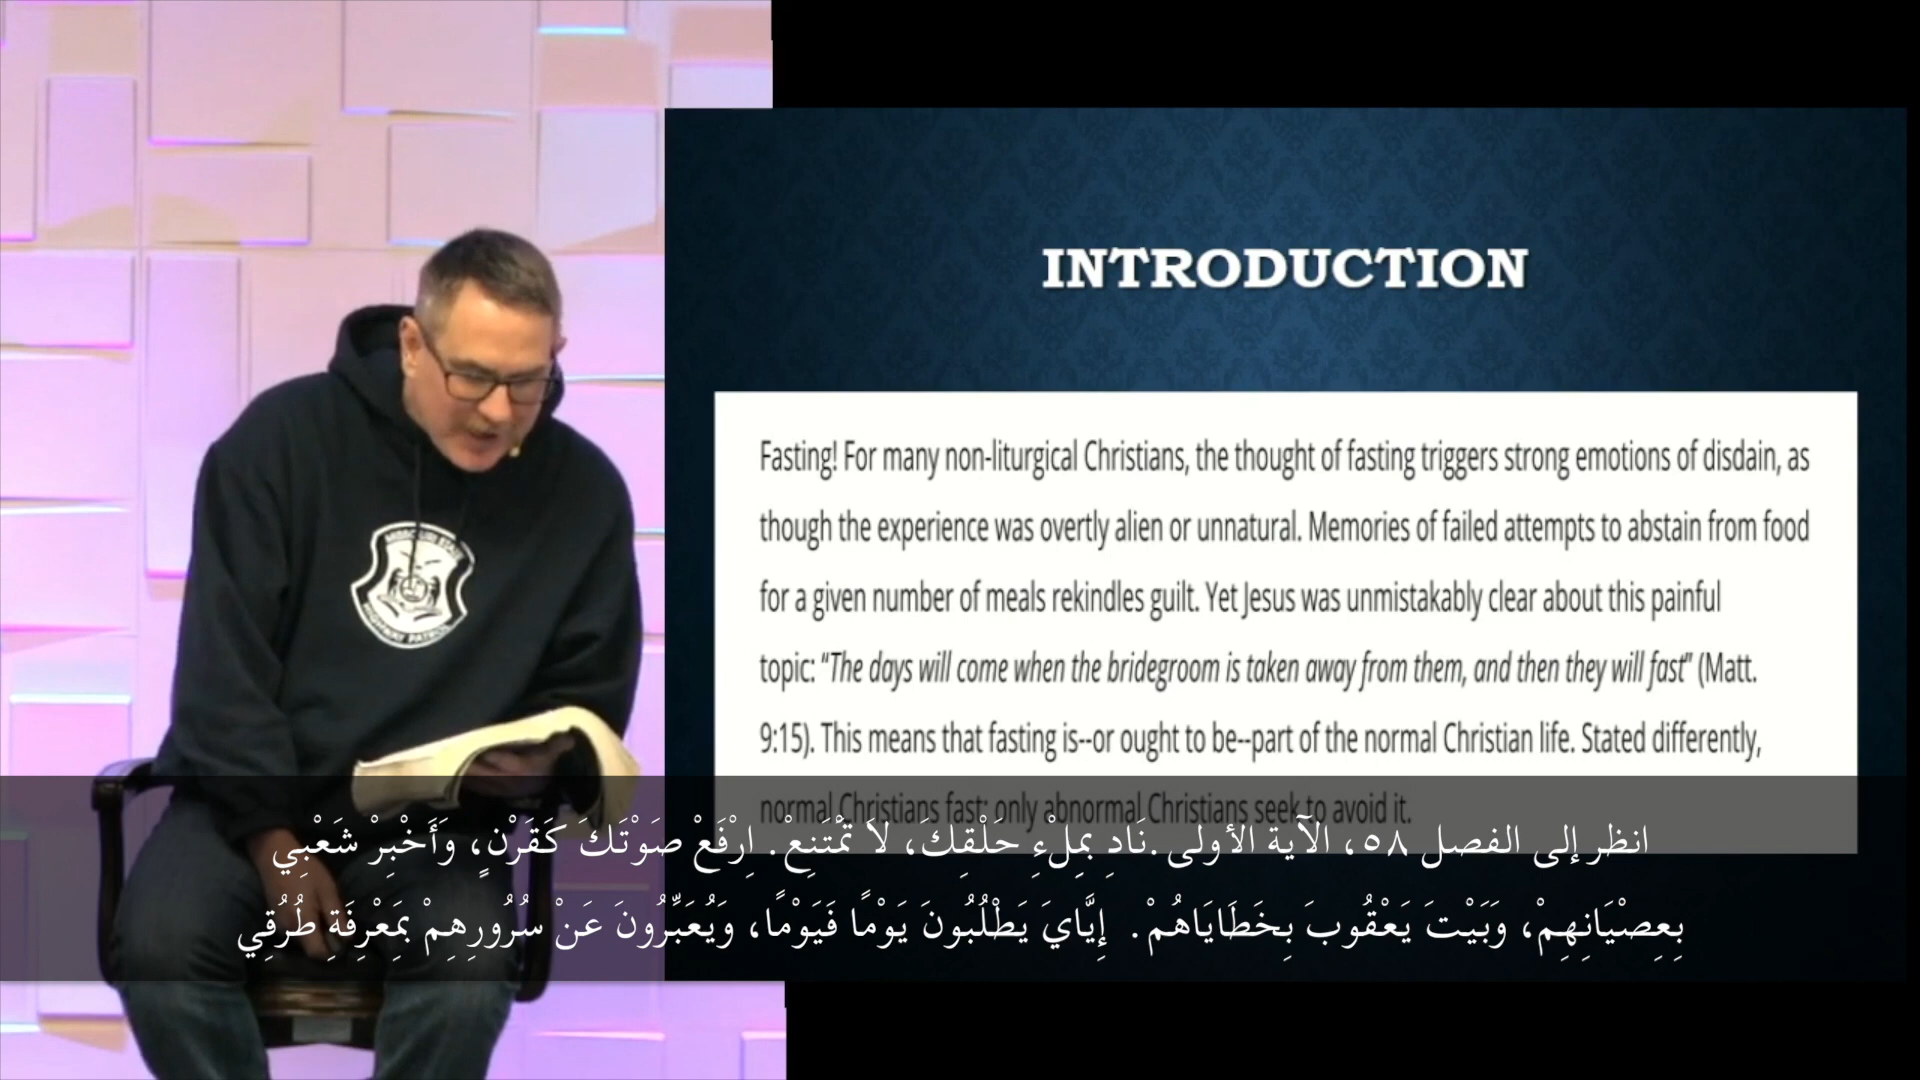 INTRODUCTION
Fasting! For many non-liturgical Christians, the thought of fasting triggers strong emotions of disdain, as
though the experience was overtly alien or unnatural. Memories of failed attempts to abstain from food
for a given number of meals rekindles guilt. Yet Jesus was unmistakably clear about this painful
topic: “The days will come when the bridegroom is taken away from them, and then they will fast” (Matt.
9:15). This means that fasting is--or ought to be--part of the normal Christian life. Stated differently,
normal Christians fast; only abnormal Christians seek to avoid it.
MISSOURI STATE
HIGHWAY PATROL
انظر إلى الفصل ٥٨، الآية الأولى .نَادِ بِمِلْءِ حَلْقِكَ، لاَ تَمْتَنِعْ. اِرْفَعْ صَوْتَكَ كَقَرْنٍ، وَأَخْبِرْ شَعْبِي
بِعِصْيَانِهِمْ، وَبَيْتَ يَعْقُوبَ بِخَطَايَاهُمْ. إِيَّايَ يَطْلُبُونَ يَوْمًا فَيَوْمًا، وَيُعَبِّرُونَ عَنْ سُرُورِهِمْ بِمَعْرِفَةِ طُرُقِي